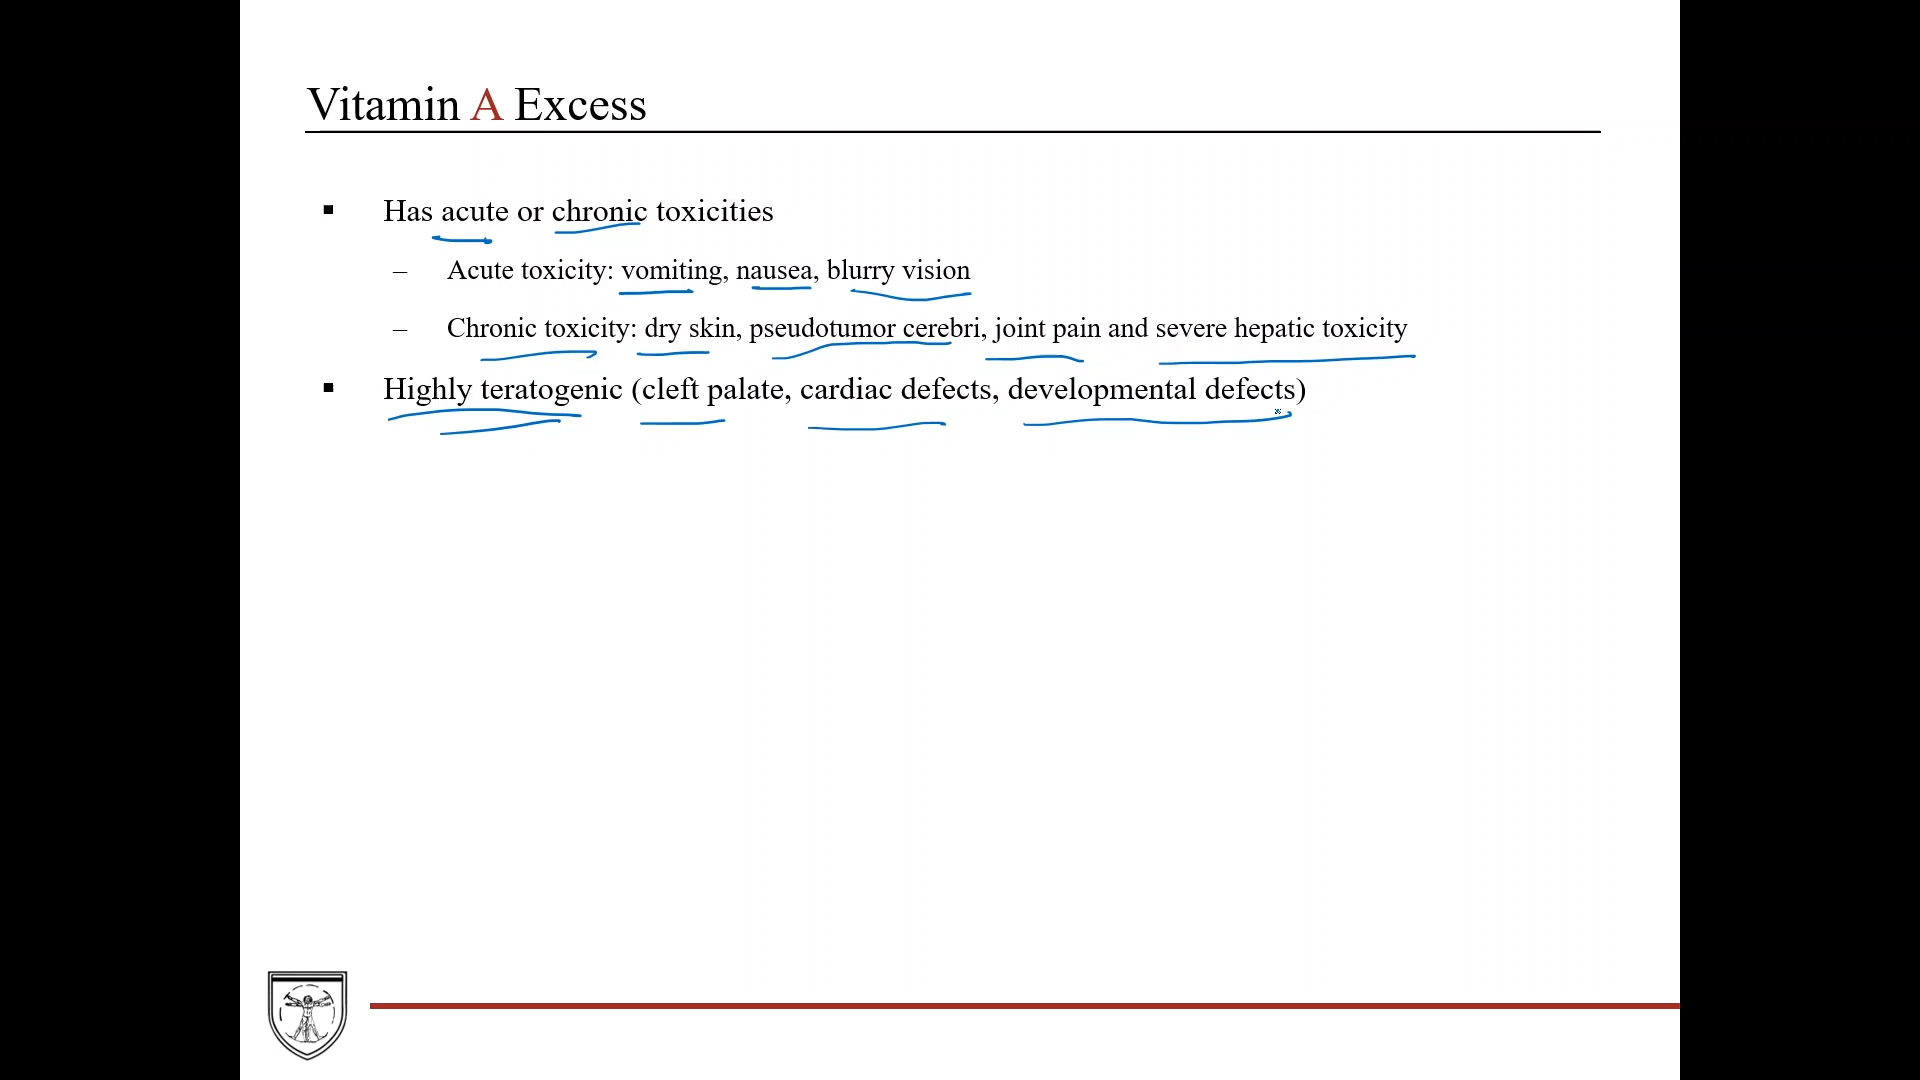 Vitamin A Excess
▪ Has acute or chronic toxicities
– Acute toxicity: vomiting, nausea, blurry vision
– Chronic toxicity: dry skin, pseudotumor cerebri, joint pain and severe hepatic toxicity
▪ Highly teratogenic (cleft palate, cardiac defects, developmental defects)